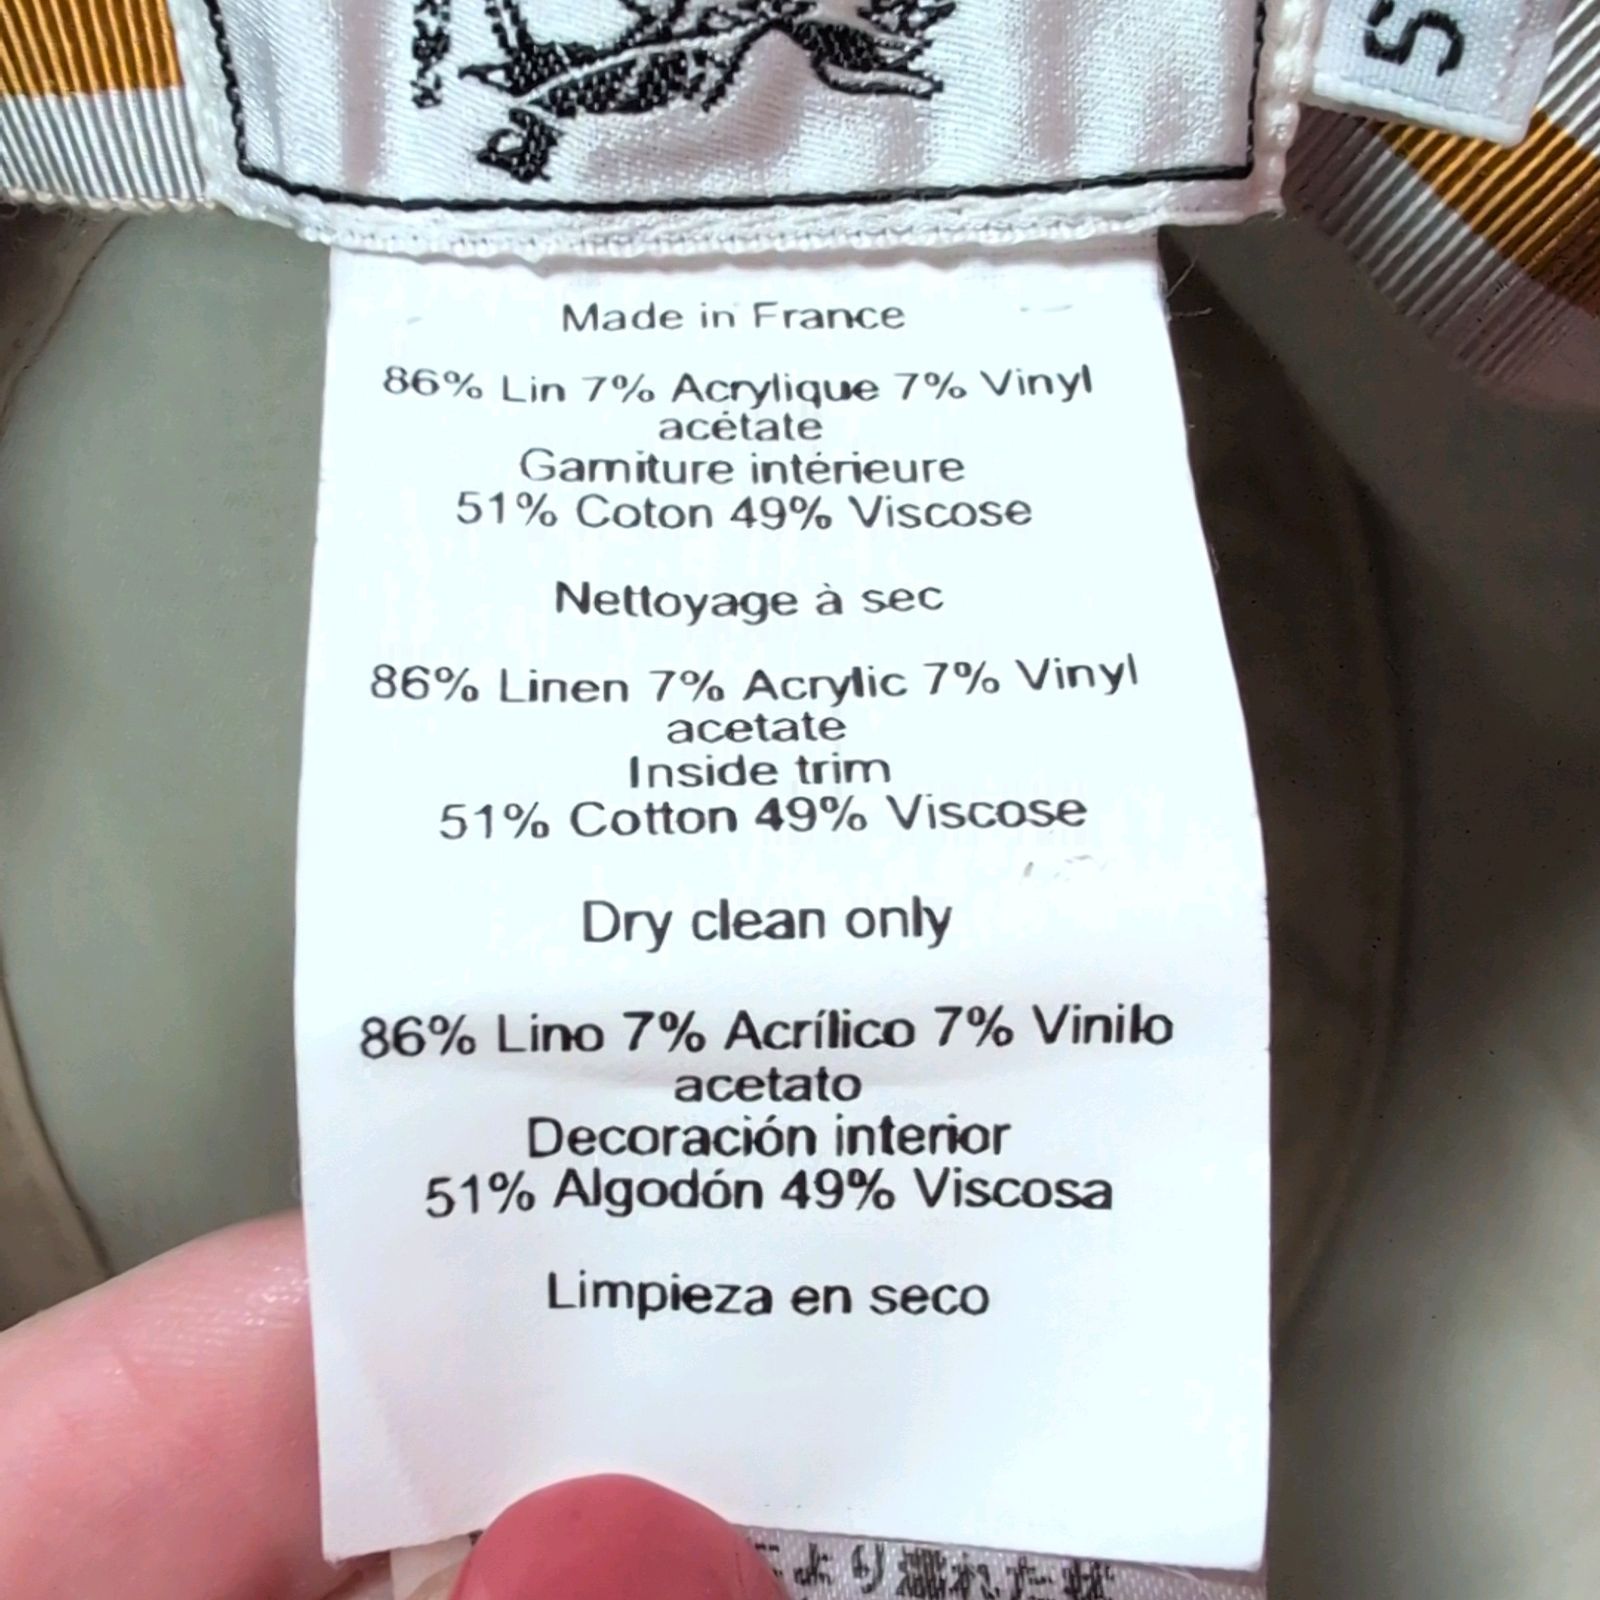 S
Made in France
86% Lin 7% Acrylique 7% Vinyl
acétate
Garniture intérieure
51% Coton 49% Viscose
Nettoyage à sec
86% Linen 7% Acrylic 7% Vinyl
acetate
Inside trim
51% Cotton 49% Viscose
Dry clean only
86% Lino 7% Acrílico 7% Vinilo
acetato
Decoración interior
51% Algodón 49% Viscosa
Limpieza en seco